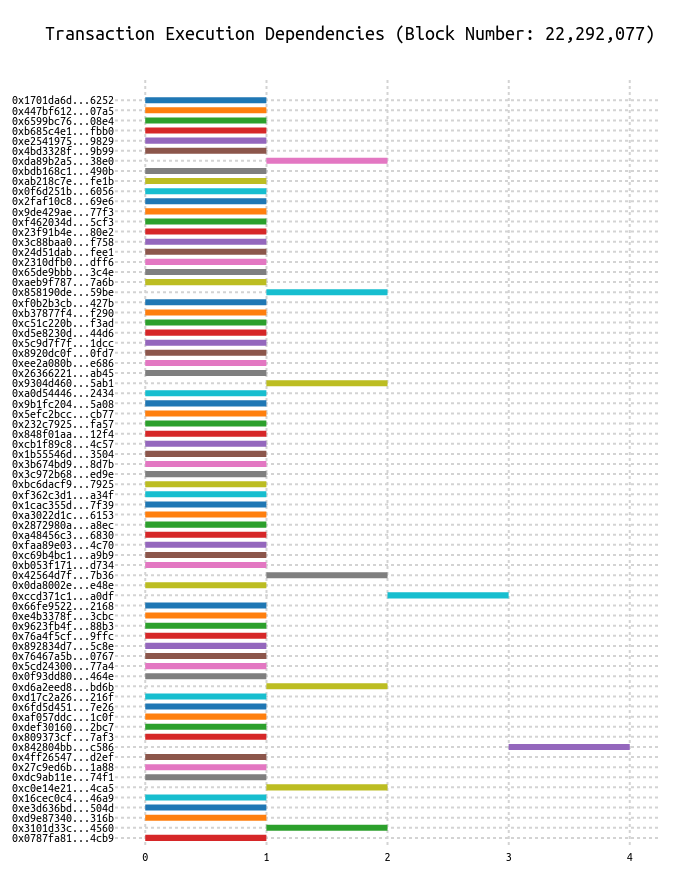 Transaction Execution Dependencies (Block Number: 22,292,077)
0x1701da6d...6252
0x447bf612...07a5
0x6599bc76...08e4
0xb685c4e1...fbb0
0xe2541975...9829
0x4bd3328f...9b99
0xda89b2a5...38e0
0xbdb168c1...490b
0xab218c7e...fe1b
0x0f6d251b...6056
0x2faf10c8...69e6
0x9de429ae...77f3
0xf462034d...5cf3
0x23f91b4e...80e2
0x3c88baa0...f758
0x24d51dab...fee1
0x2310dfb0...dff6
0x65de9bbb...3c4e
0xaeb9f787...7a6b
0x858190de...59be
0xf0b2b3cb...427b
0xb37877f4...f290
0xc51c220b...f3ad
0xd5e8230d...44d6
0x5c9d7f7f...1dcc
0x8920dc0f...0fd7
0xee2a080b...e686
0x26366221...ab45
0x9304d460...5ab1
0xa0d54446...2434
0x9b1fc204...5a08
0x5efc2bcc...cb77
0x232c7925...fa57
0x848f01aa...12f4
0xcb1f89c8...4c57
0x1b55546d...3504
0x3b674bd9...8d7b
0x3c972b68...ed9e
0xbc6dacf9...7925
0xf362c3d1...a34f
0x1cac355d...7f39
0xa3022d1c...6153
0x2872980a...a8ec
0xa48456c3...6830
0xfaa89e03...4c70
0xc69b4bc1...a9b9
0xb053f171...d734
0x42564d7f...7b36
0x0da8002e...e48e
0xccd371c1...a0df
0x66fe9522...2168
0xe4b3378f...3cbc
0x9623fb4f...88b3
0x76a4f5cf...9ffc
0x892834d7...5c8e
0x76467a5b...0767
0x5cd24300...77a4
0x0f93dd80...464e
0xd6a2eed8...bd6b
0xd17c2a26...216f
0x6fd5d451...7e26
0xaf057ddc...1c0f
0xdef30160...2bc7
0x809373cf...7af3
0x842804bb...c586
0x4ff26547...d2ef
0x27c9ed6b...1a88
0xdc9ab11e...74f1
0xc0e14e21...4ca5
0x16cec0c4...46a9
0xe3d636bd...504d
0xd9e87340...316b
0x3101d33c...4560
0x0787fa81...4cb9
0 1 2 3 4